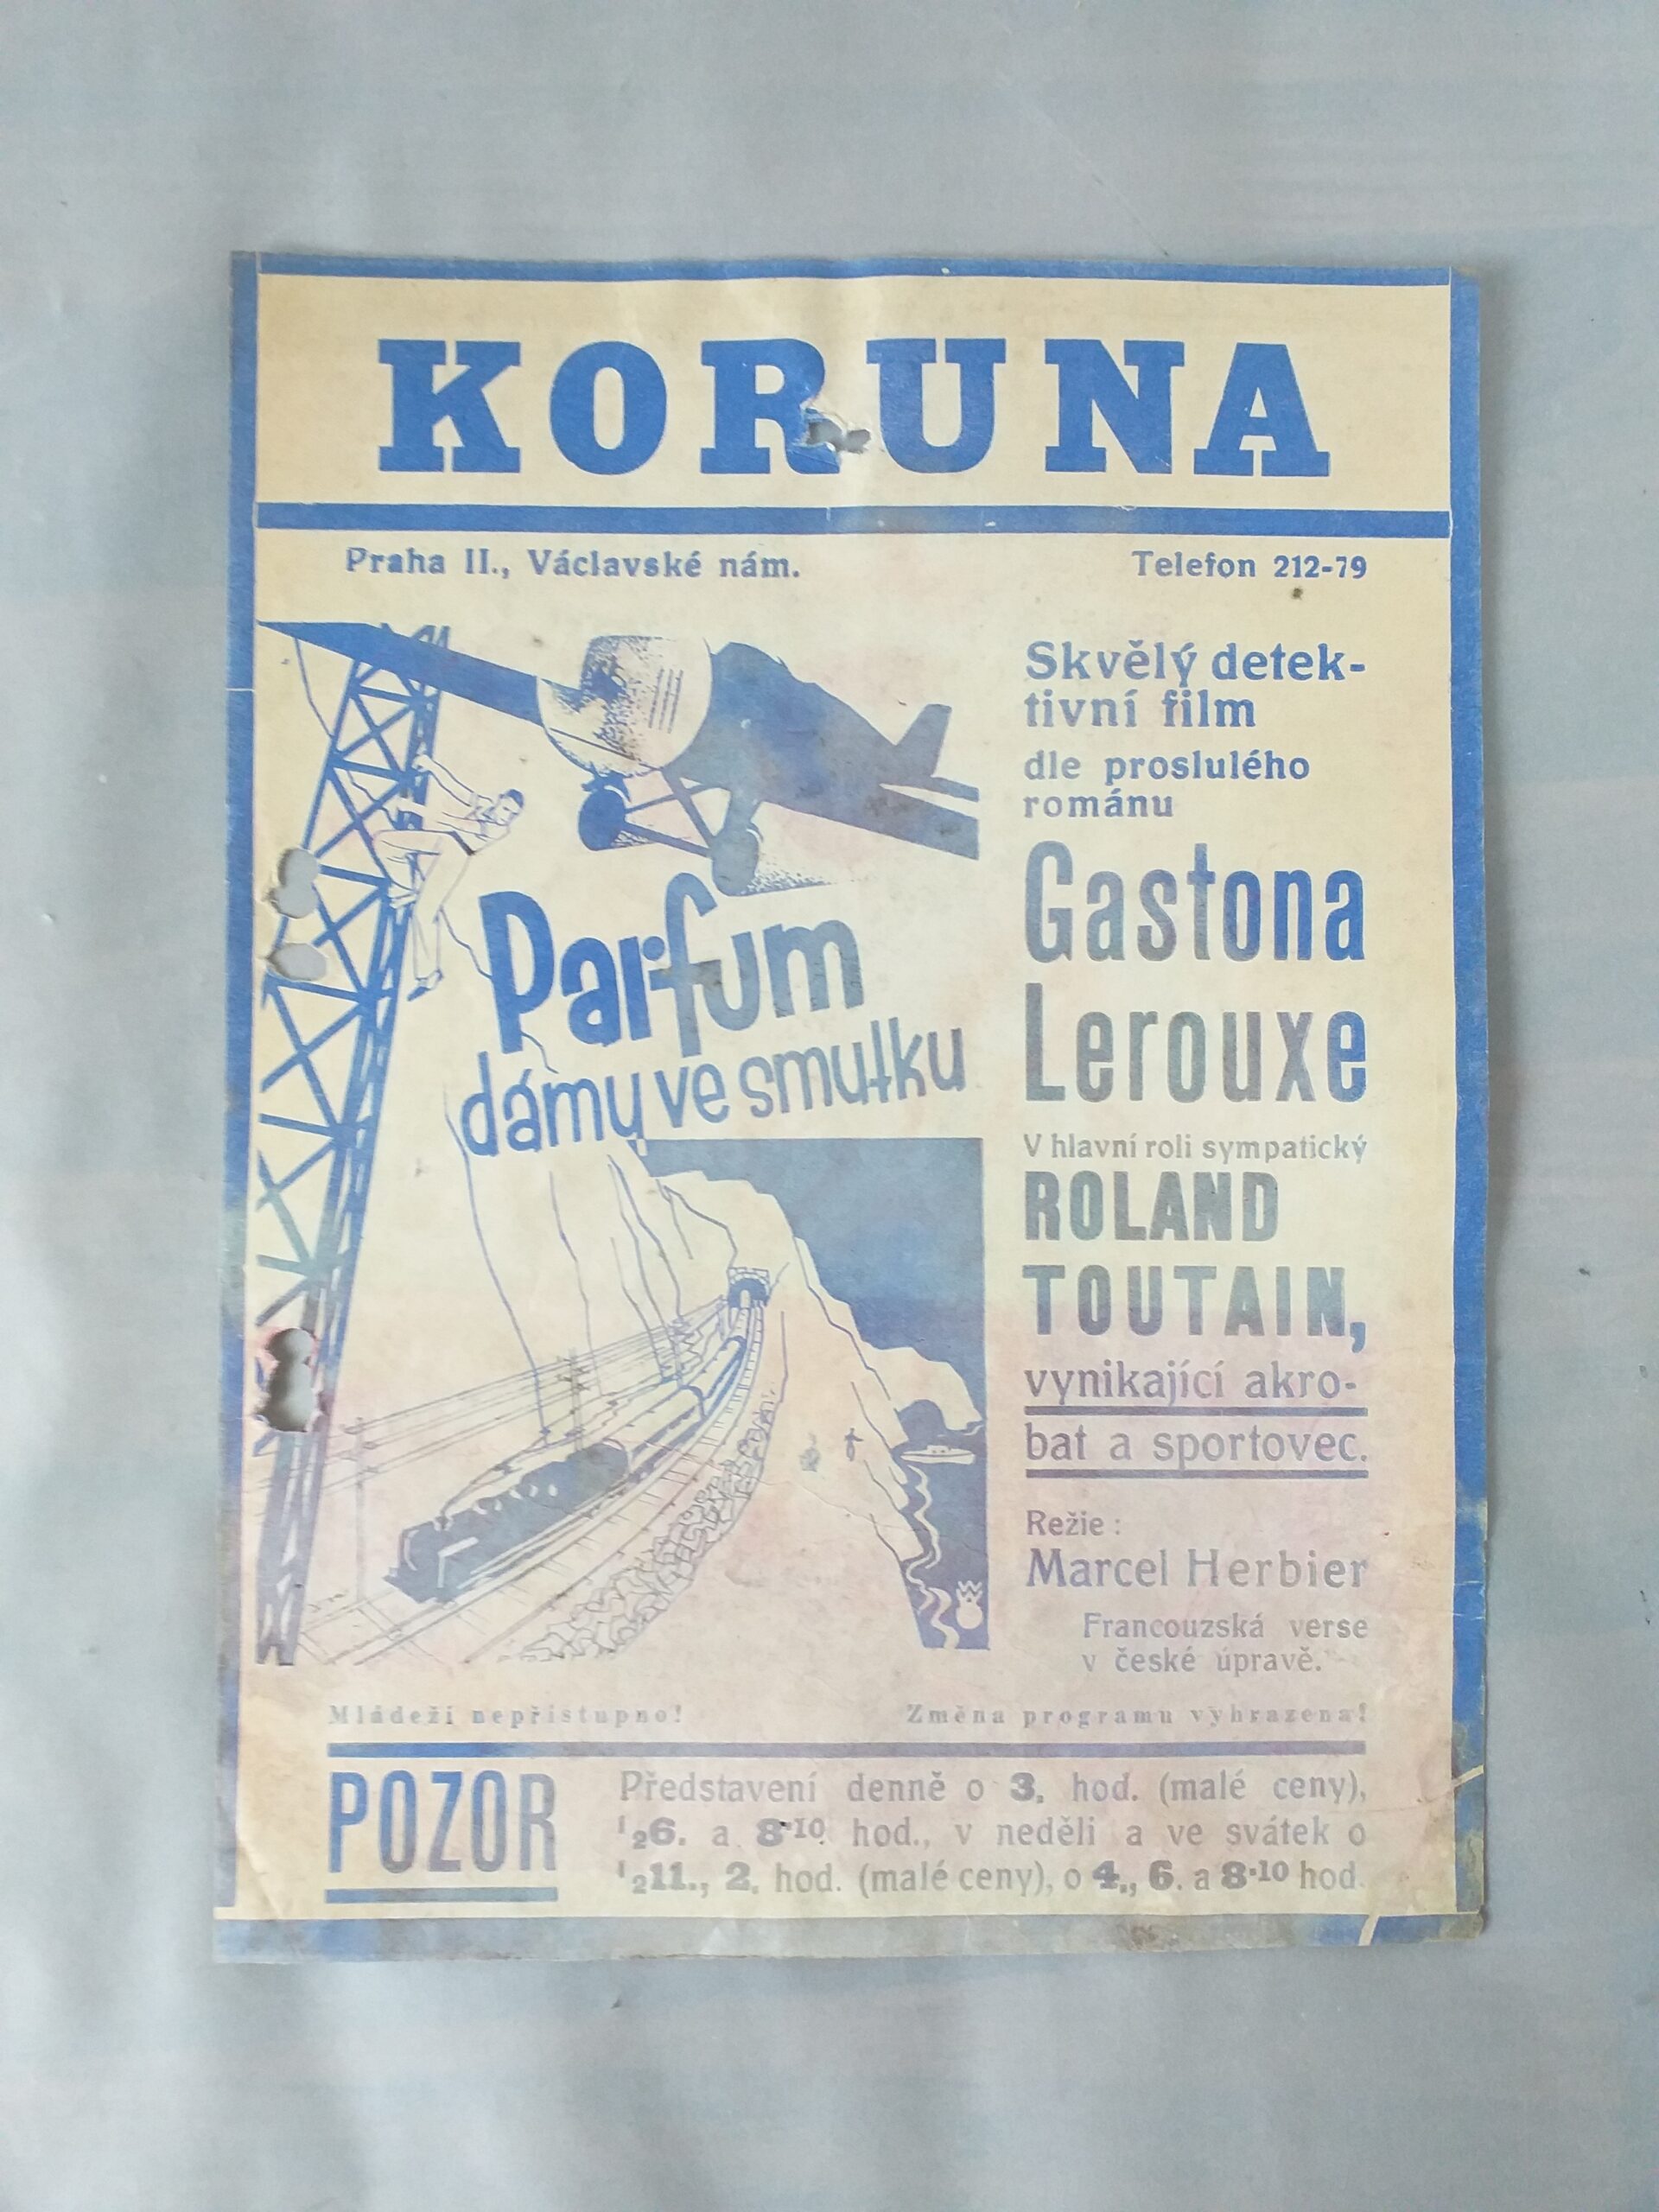 KORUNA
Praha II., Václavské nám.
Telefon 212-79
Skvělý detek-
tivní film
dle proslulého
románu
Gastona
Lerouxe
Parfum
dámy ve smutku
V hlavní roli sympatický
ROLAND
TOUTAIN,
vynikající akro-
bat a sportovec.
Režie :
Marcel Herbier
Francouzská verse
v české úpravě.
Mládeži nepřístupno!
Změna programu vyhrazena!
POZOR
Představení denně o 3. hod. (malé ceny),
1/26. a 8·10 hod., v neděli a ve svátek o
1/211., 2. hod. (malé ceny), o 4., 6. a 8·10 hod.